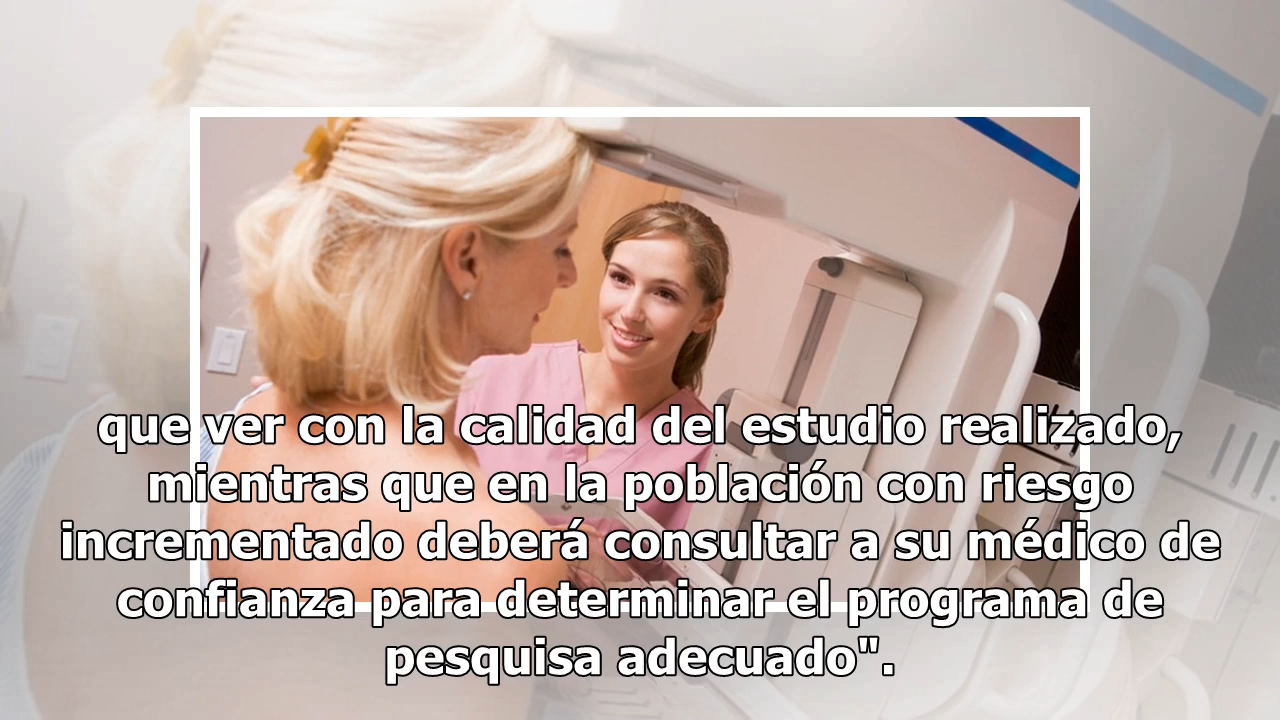 que ver con la calidad del estudio realizado,
mientras que en la población con riesgo
incrementado deberá consultar a su médico de
confianza para determinar el programa de
pesquisa adecuado".